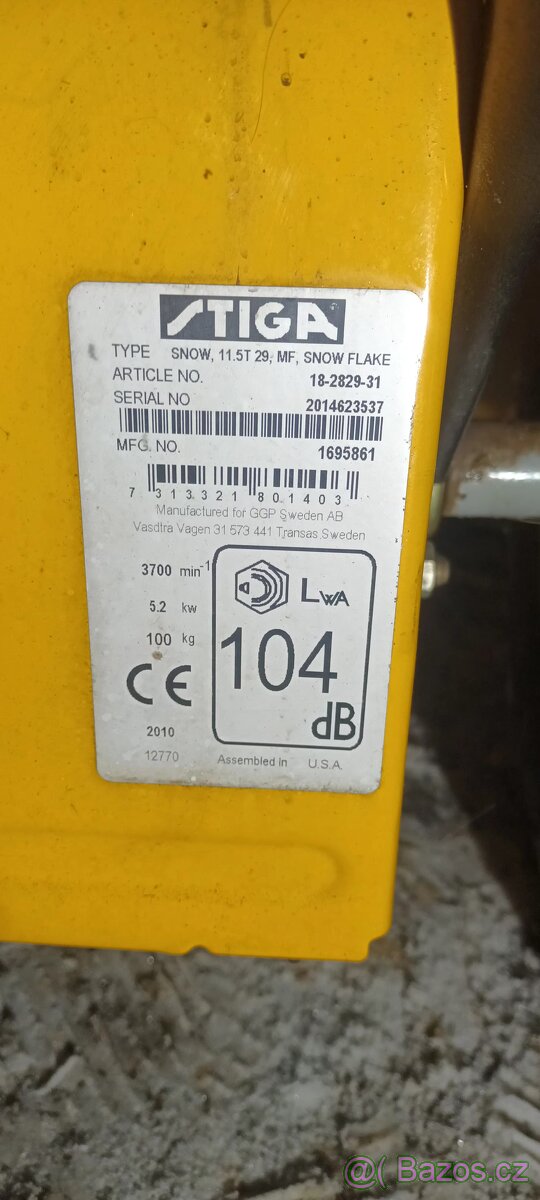 STIGA
TYPE SNOW, 11.5T 29, MF, SNOW FLAKE
ARTICLE NO. 18-2829-31
SERIAL NO 2014623537
MFG. NO. 1695861
7 313321 801403
Manufactured for GGP Sweden AB
Vasdtra Vagen 31 573 441 Transas Sweden
3700 min-1
5.2 kw
100 kg
CE
2010
12770
LWA
104
dB
Assembled in U.S.A.
@ Bazos.cz